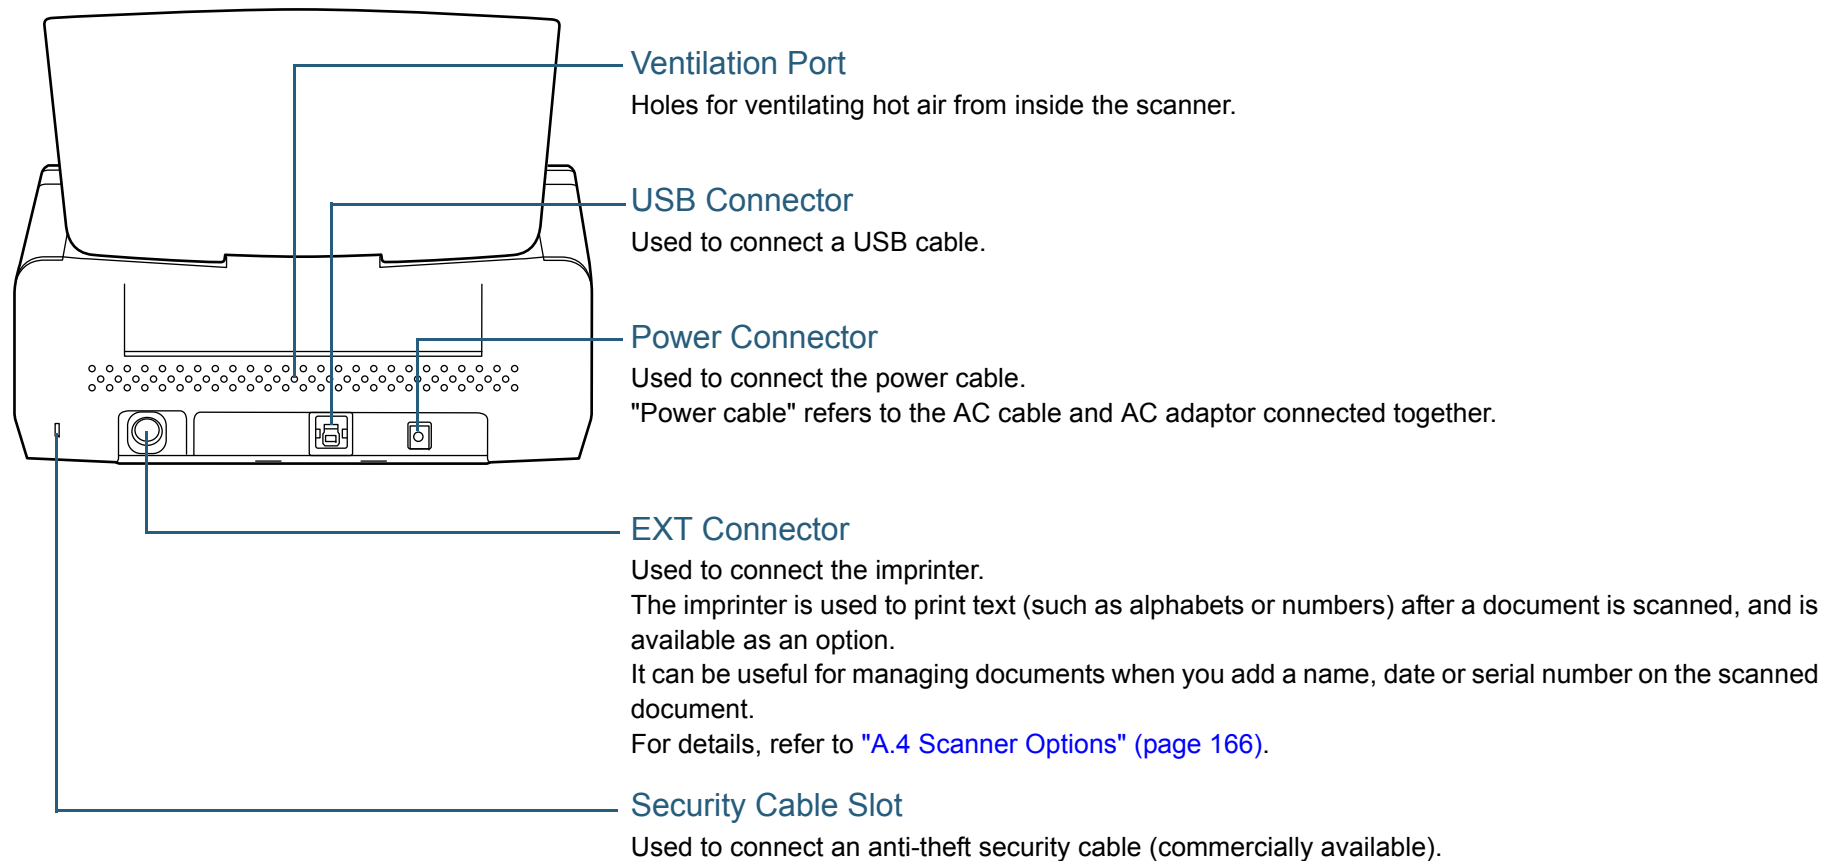 Ventilation Port
Holes for ventilating hot air from inside the scanner.
USB Connector
Used to connect a USB cable.
Power Connector
Used to connect the power cable.
"Power cable" refers to the AC cable and AC adaptor connected together.
EXT Connector
Used to connect the imprinter.
The imprinter is used to print text (such as alphabets or numbers) after a document is scanned, and is
available as an option.
It can be useful for managing documents when you add a name, date or serial number on the scanned
document.
For details, refer to "A.4 Scanner Options" (page 166).
Security Cable Slot
Used to connect an anti-theft security cable (commercially available).